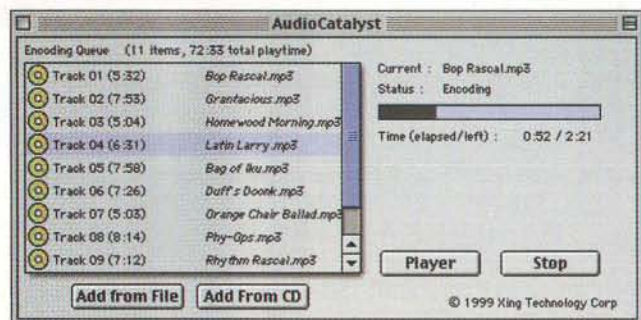 AudioCatalyst
Encoding Queue (11 items, 72:33 total playtime)
Track 01 (5:32) Bop Rascal.mp3
Track 02 (7:53) Grantacious.mp3
Track 03 (5:04) Homewood Morning.mp3
Track 04 (6:31) Latin Larry.mp3
Track 05 (7:58) Bag of Iku.mp3
Track 06 (7:26) Duff's Doonk.mp3
Track 07 (5:03) Orange Chair Ballad.mp3
Track 08 (8:14) Phy-Gps.mp3
Track 09 (7:12) Rhythm Rascal.mp3
Add from File
Add From CD
Current : Bop Rascal.mp3
Status : Encoding
Time (elapsed/left) : 0:52 / 2:21
Player
Stop
© 1999 Xing Technology Corp